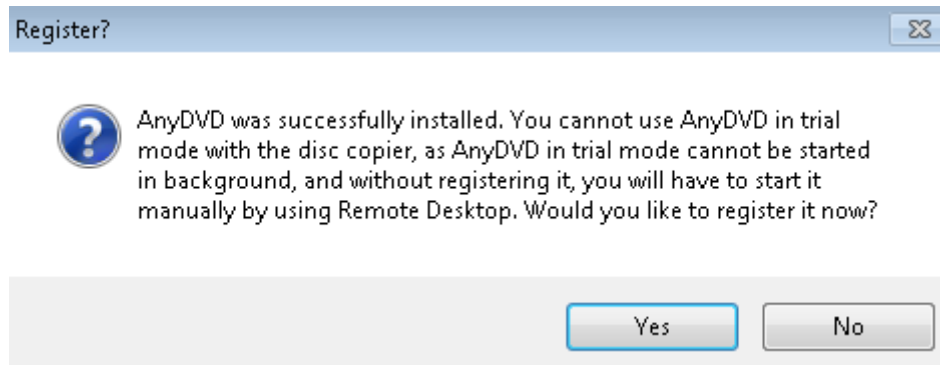 Register?
AnyDVD was successfully installed. You cannot use AnyDVD in trial
mode with the disc copier, as AnyDVD in trial mode cannot be started
in background, and without registering it, you will have to start it
manually by using Remote Desktop. Would you like to register it now?
Yes
No